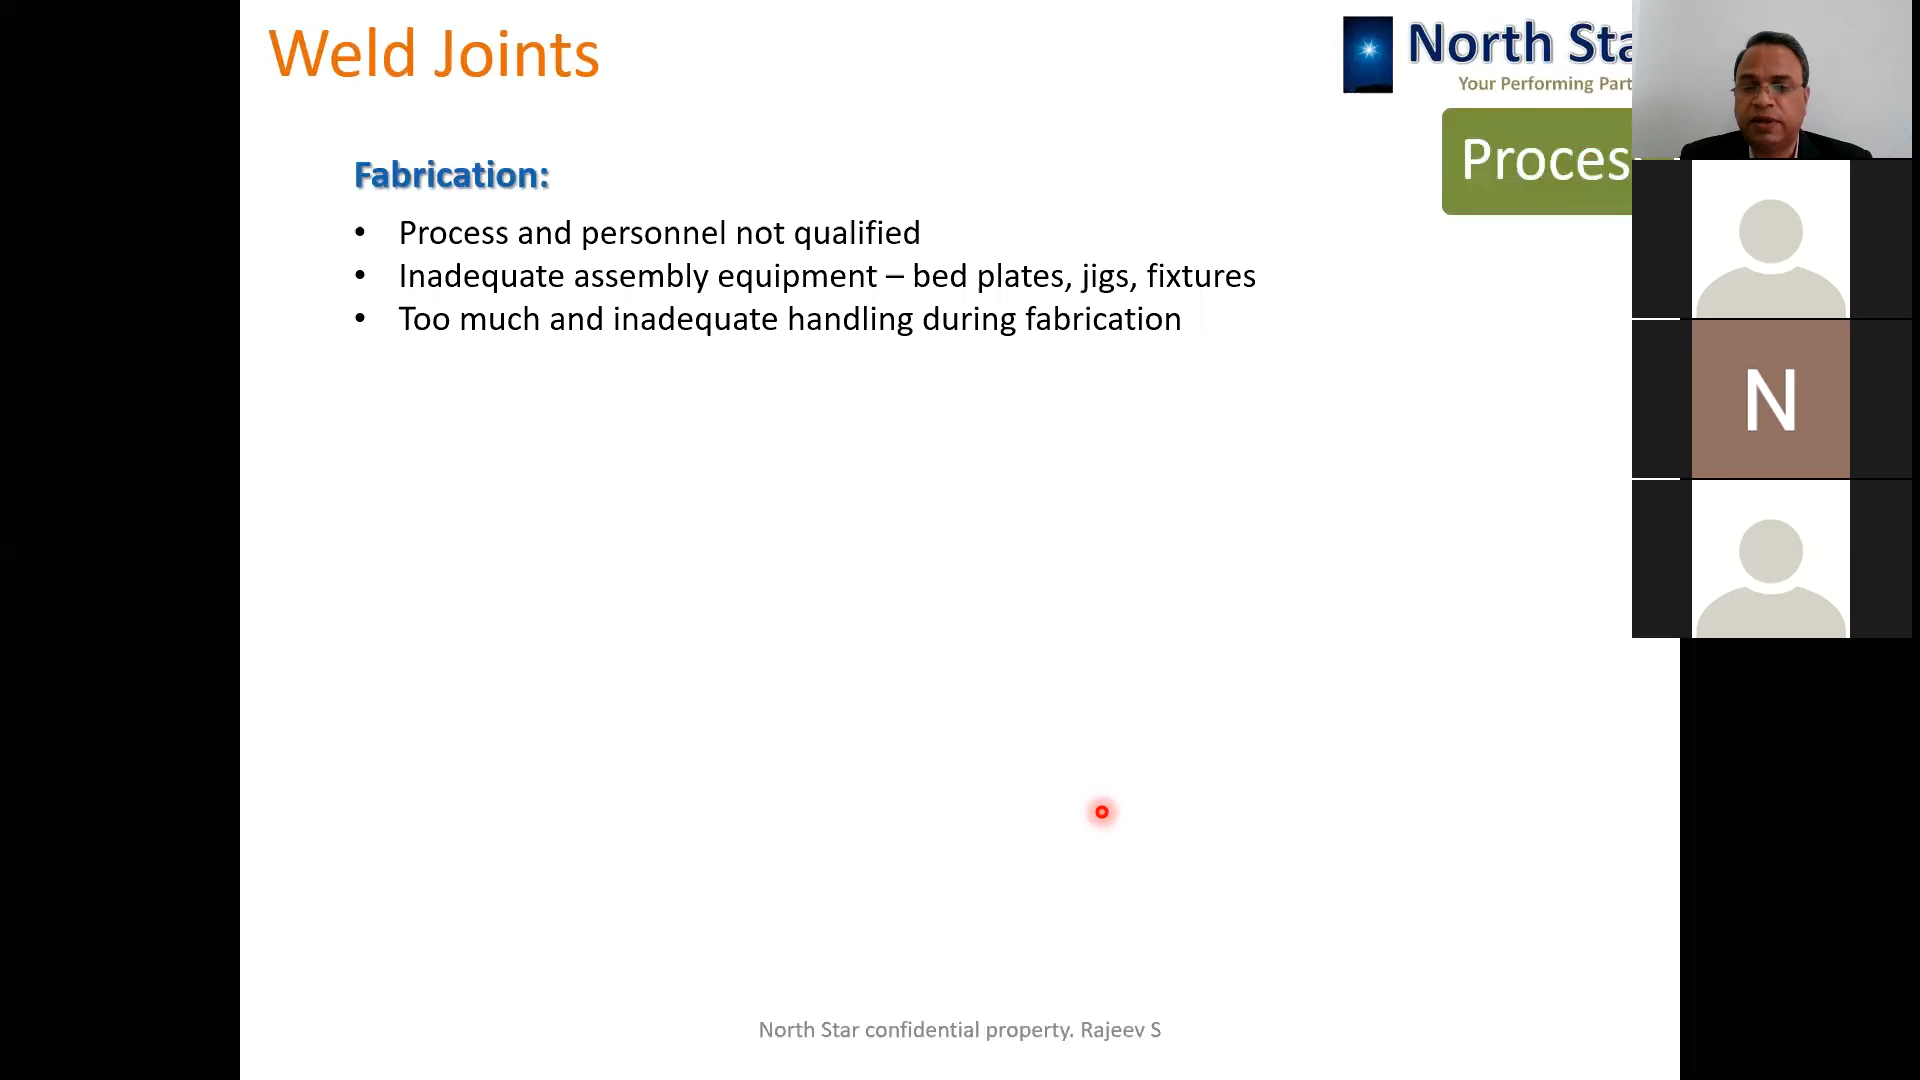 Weld Joints
North Sta
Your Performing Part
Process
Fabrication:
• Process and personnel not qualified
• Inadequate assembly equipment – bed plates, jigs, fixtures
• Too much and inadequate handling during fabrication
N
North Star confidential property. Rajeev S